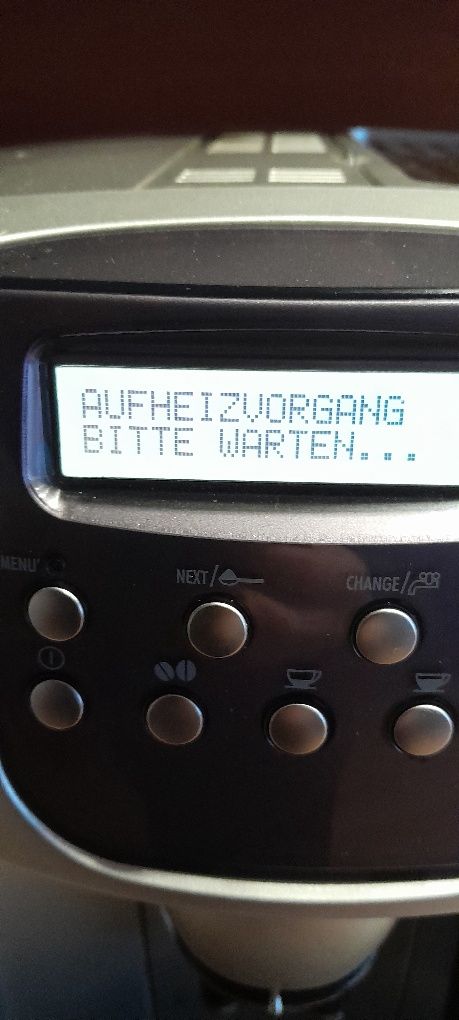 AUFHEIZVORGANG
BITTE WARTEN...
MENU'
NEXT/
CHANGE/